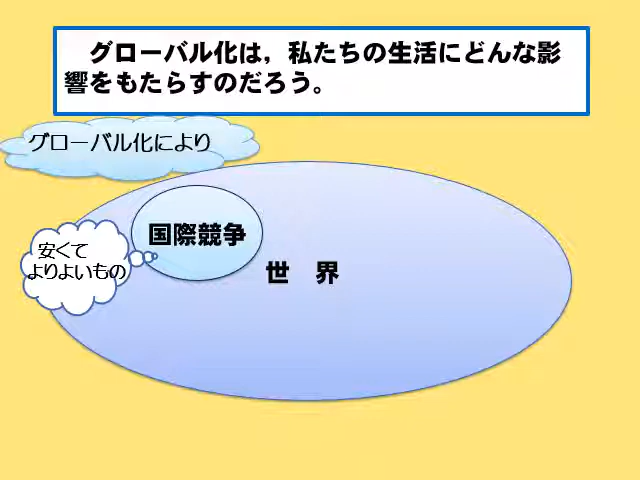 グローバル化は，私たちの生活にどんな影
響をもたらすのだろう。
グローバル化により
国際競争
安くて
よりよいもの
世　界